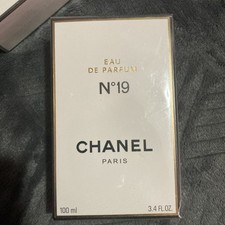 EAU
DE PARFUM
N°19
CHANEL
PARIS
100 ml 3.4 FL. OZ.